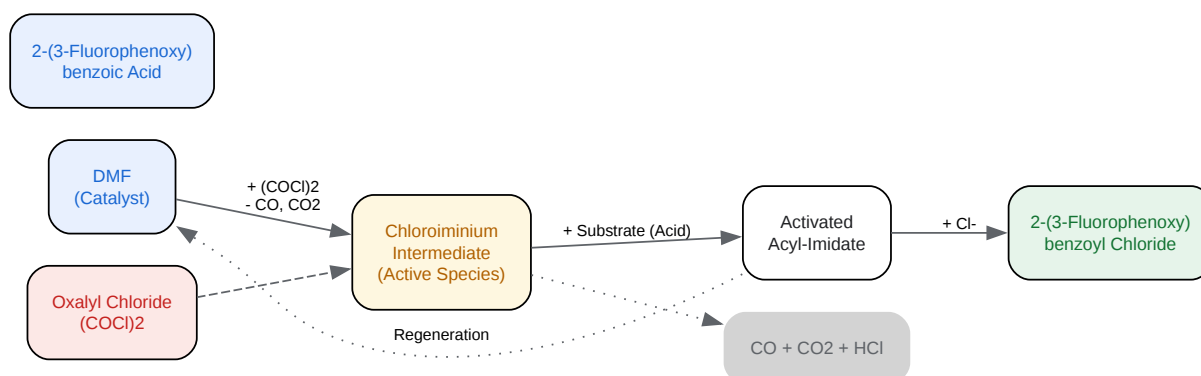 2-(3-Fluorophenoxy)
benzoic Acid
DMF
(Catalyst)
+ (COCl)2
- CO, CO2
Oxalyl Chloride
(COCl)2
Chloroiminium
Intermediate
(Active Species)
+ Substrate (Acid)
Activated
Acyl-Imidate
+ Cl-
2-(3-Fluorophenoxy)
benzoyl Chloride
Regeneration
CO + CO2 + HCl